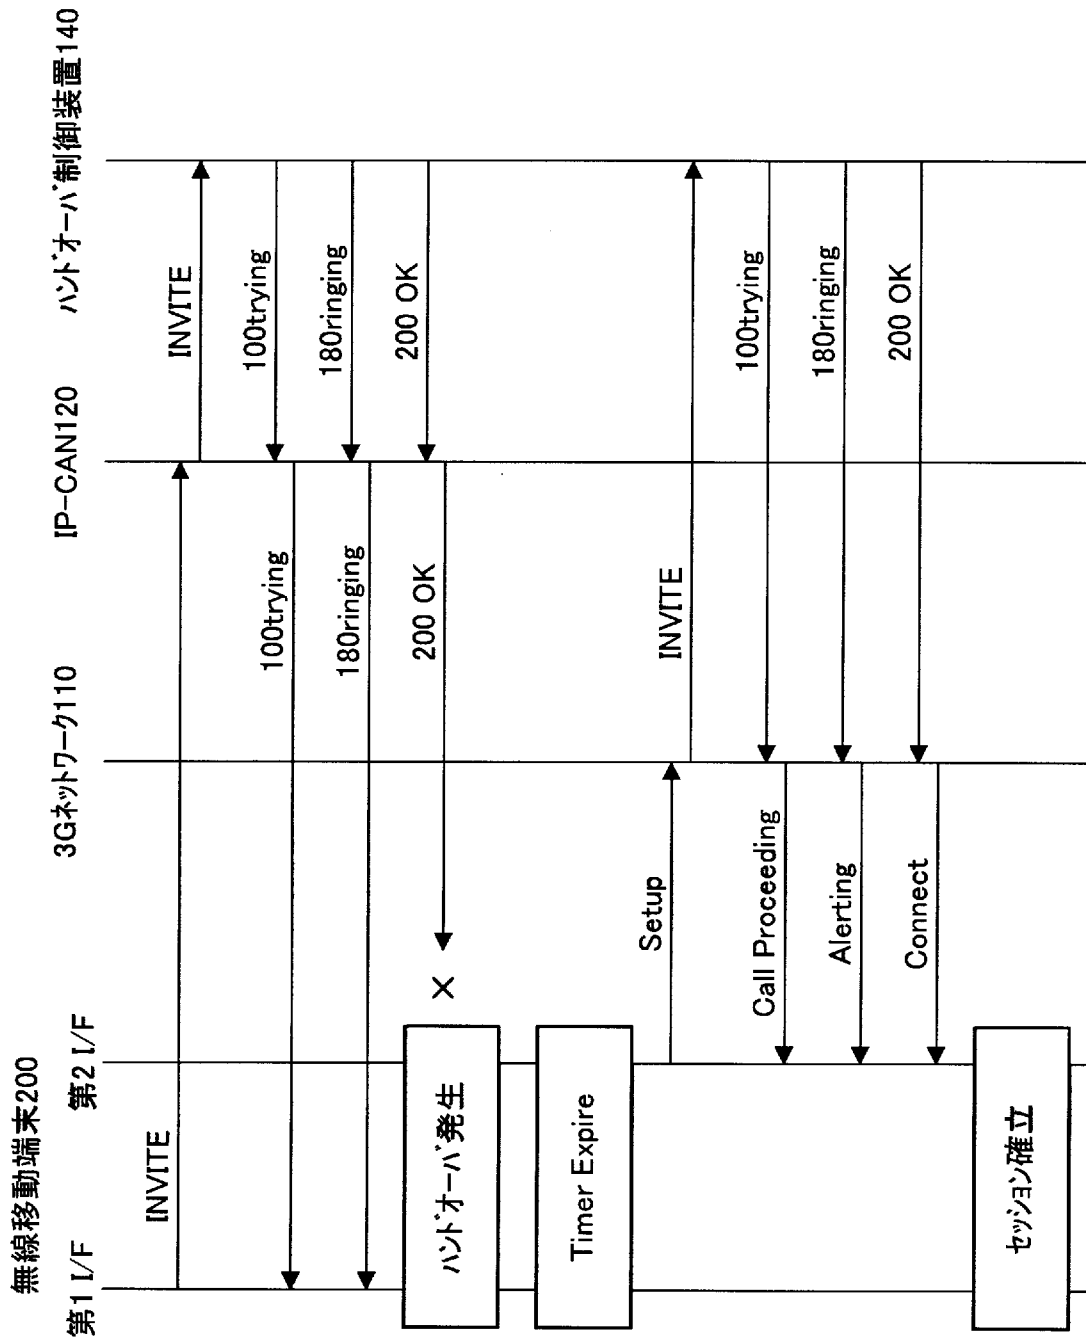 無線移動端末200
第1 I/F
第2 I/F
3Gネットワーク110
IP-CAN120
ハンドオーバ制御装置140
INVITE
INVITE
100trying
100trying
180ringing
180ringing
200 OK
200 OK
×
ハンドオーバ発生
Timer Expire
Setup
INVITE
100trying
Call Proceeding
180ringing
Alerting
200 OK
Connect
セッション確立